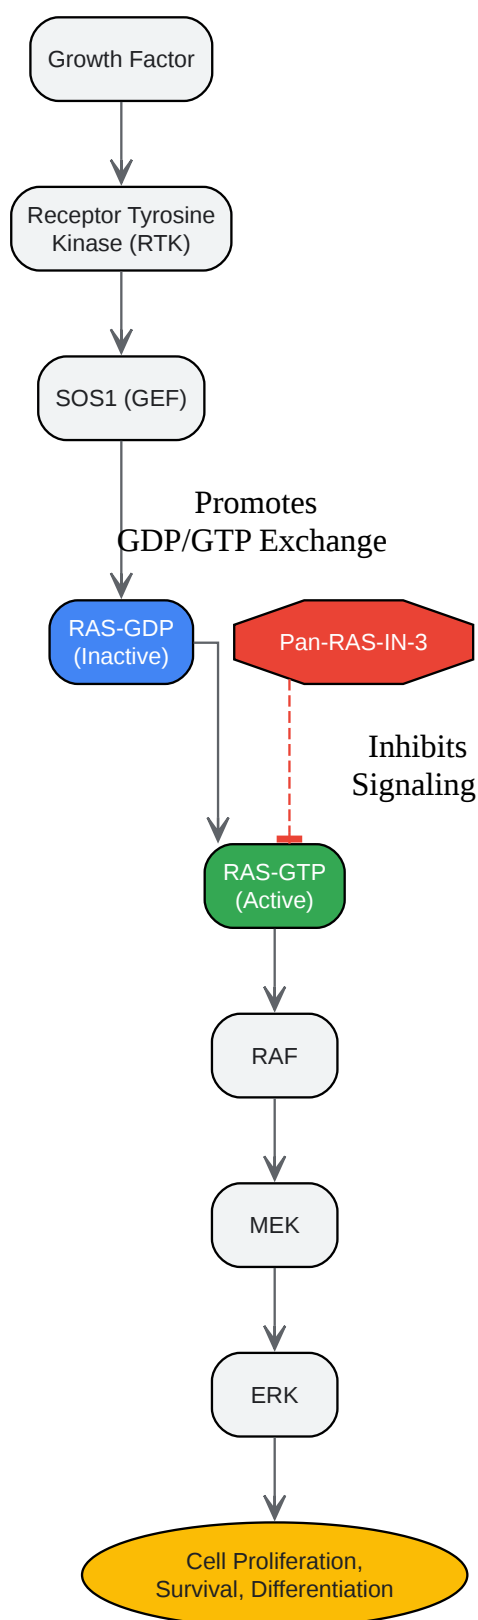 Growth Factor
Receptor Tyrosine
Kinase (RTK)
SOS1 (GEF)
Promotes
GDP/GTP Exchange
RAS-GDP
(Inactive)
Pan-RAS-IN-3
Inhibits
Signaling
RAS-GTP
(Active)
RAF
MEK
ERK
Cell Proliferation,
Survival, Differentiation